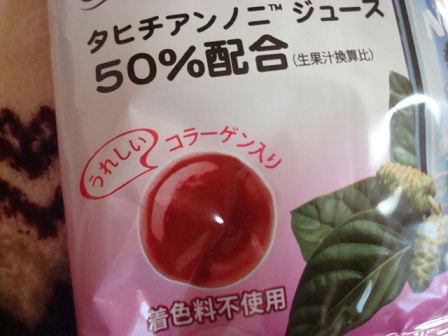 タヒチアンノニ™ ジュース
50%配合(生果汁換算比)
うれしい
コラーゲン入り
着色料不使用